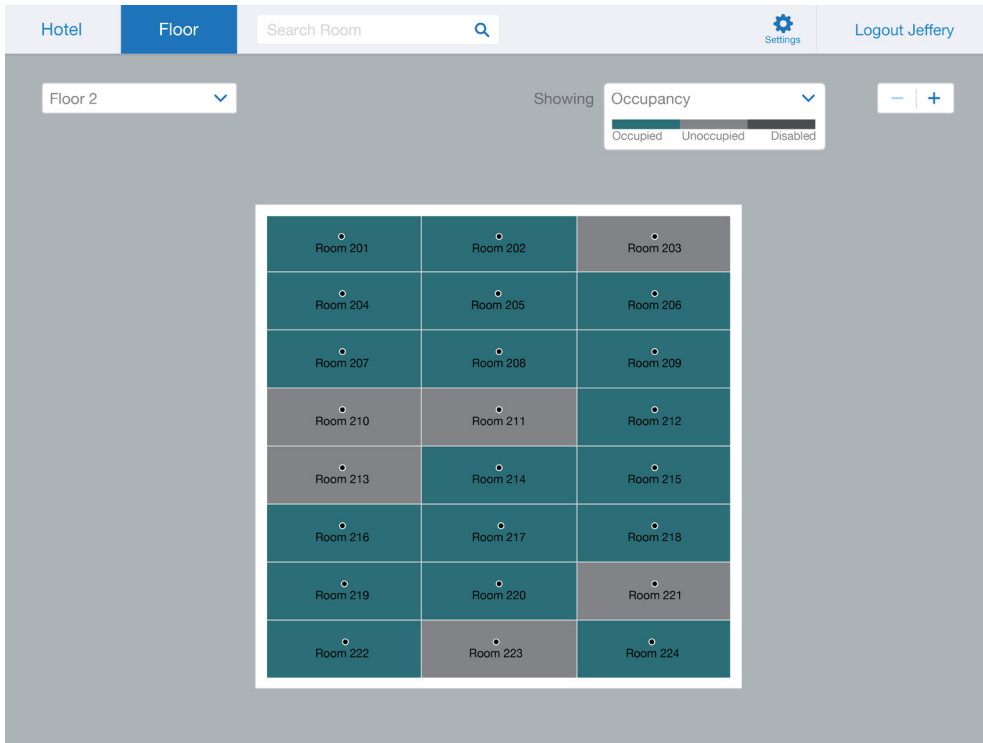 Hotel Floor Search Room Settings Logout Jeffery
Floor 2 Showing Occupancy − +
Occupied Unoccupied Disabled
Room 201 Room 202 Room 203
Room 204 Room 205 Room 206
Room 207 Room 208 Room 209
Room 210 Room 211 Room 212
Room 213 Room 214 Room 215
Room 216 Room 217 Room 218
Room 219 Room 220 Room 221
Room 222 Room 223 Room 224